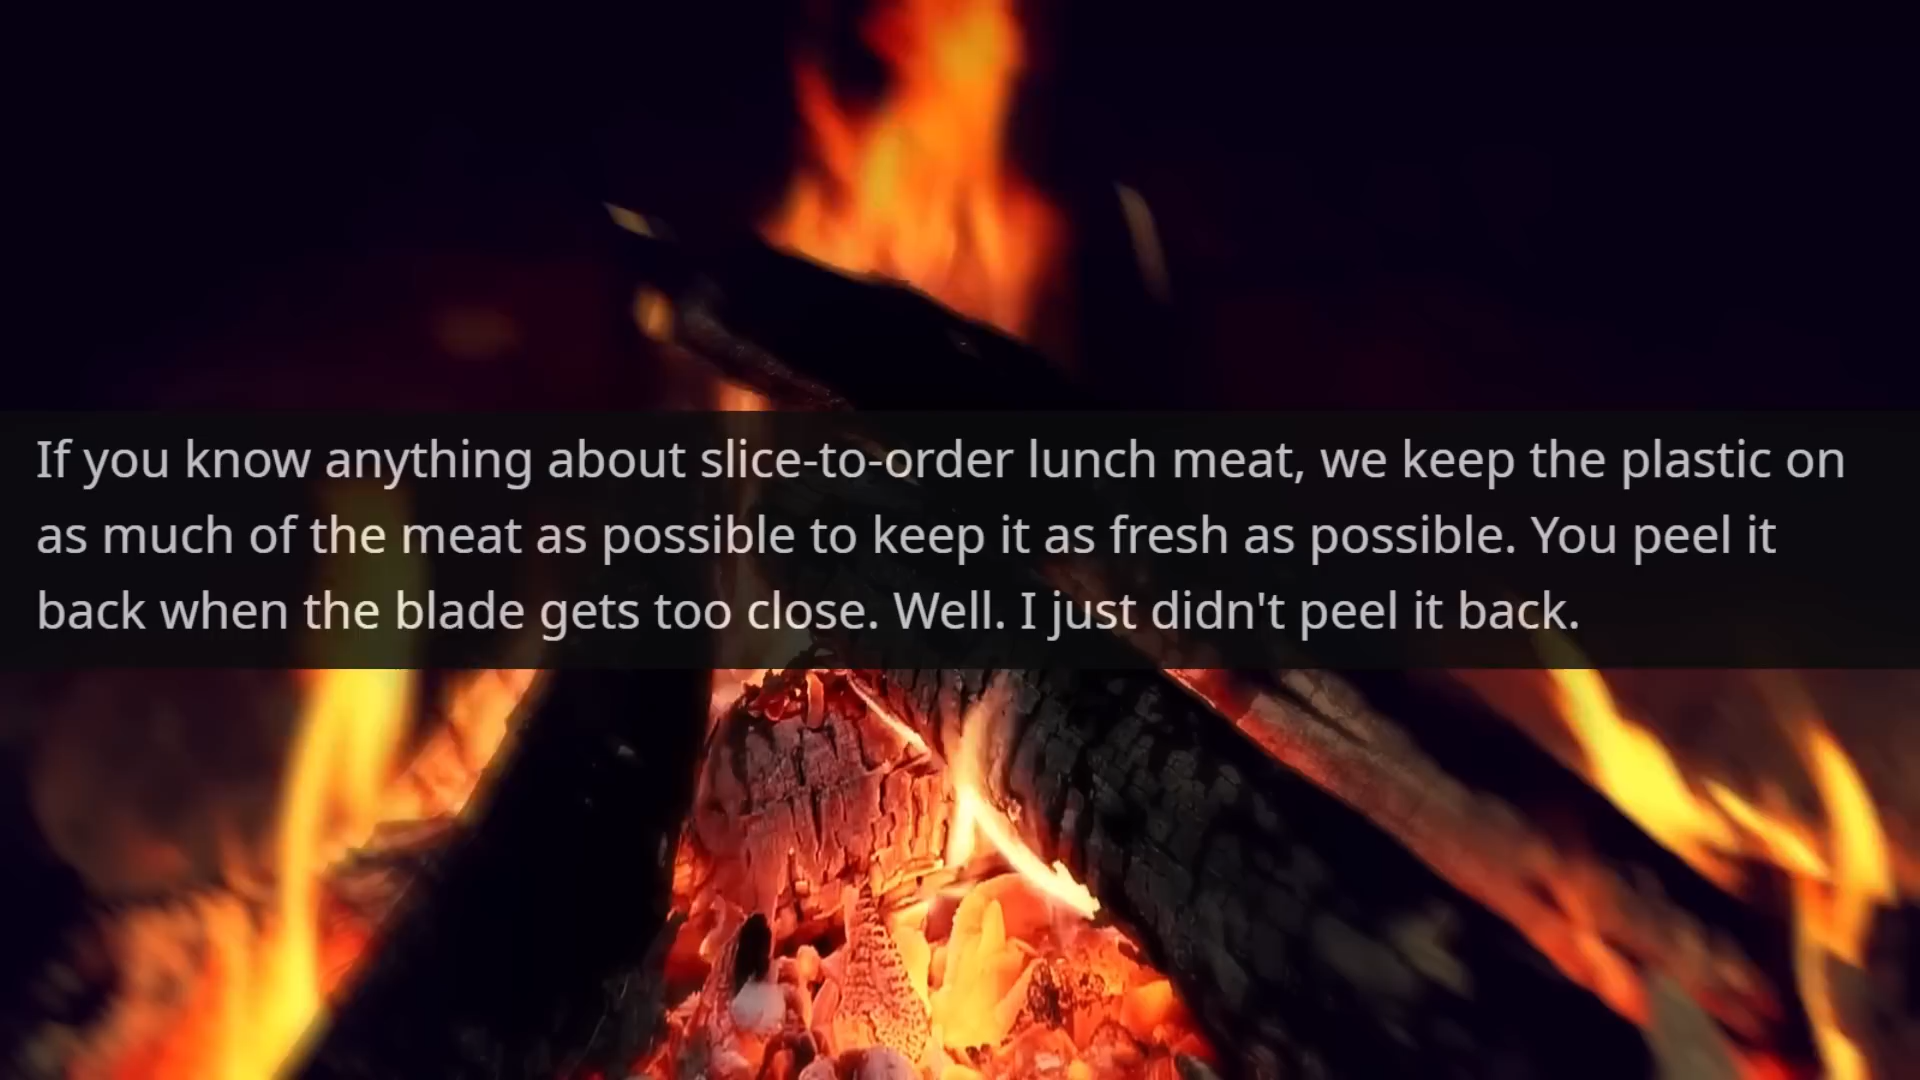 If you know anything about slice-to-order lunch meat, we keep the plastic on
as much of the meat as possible to keep it as fresh as possible. You peel it
back when the blade gets too close. Well. I just didn't peel it back.